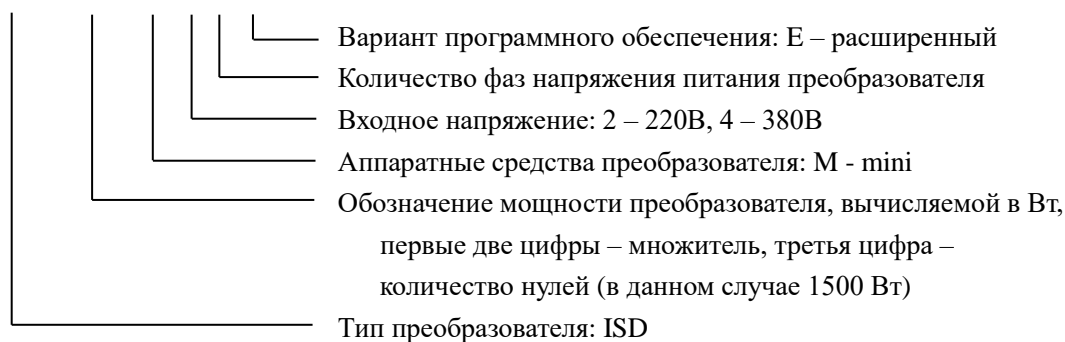 Вариант программного обеспечения: E – расширенный
Количество фаз напряжения питания преобразователя
Входное напряжение: 2 – 220В, 4 – 380В
Аппаратные средства преобразователя: M - mini
Обозначение мощности преобразователя, вычисляемой в Вт,
первые две цифры – множитель, третья цифра –
количество нулей (в данном случае 1500 Вт)
Тип преобразователя: ISD